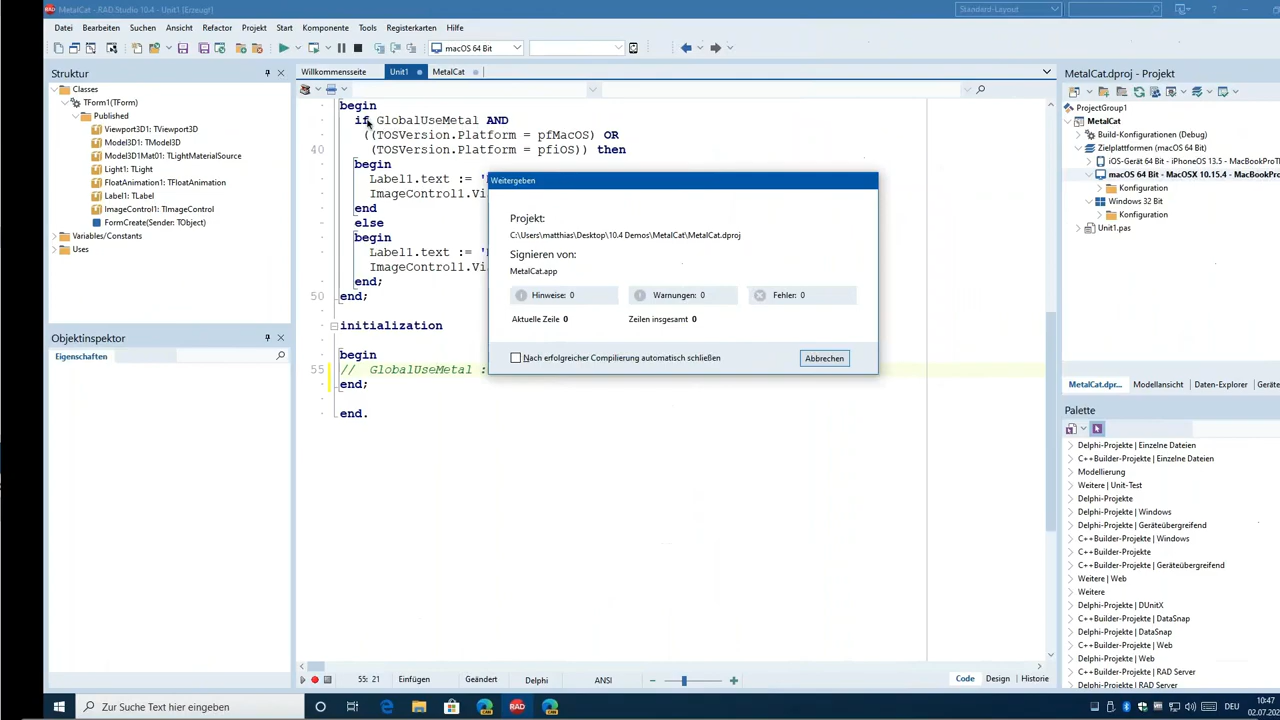 MetalCat - RAD Studio 10.4 - Unit1 [Erzeugt]
Standard-Layout
Datei Bearbeiten Suchen Ansicht Refactor Projekt Start Komponente Tools Registerkarten Hilfe
macOS 64 Bit
Struktur
Classes
TForm1(TForm)
Published
Viewport3D1: TViewport3D
Model3D1: TModel3D
Model3D1Mat01: TLightMaterialSource
Light1: TLight
FloatAnimation1: TFloatAnimation
Label1: TLabel
ImageControl1: TImageControl
FormCreate(Sender: TObject)
Variables/Constants
Uses
Objektinspektor
Eigenschaften
Willkommensseite Unit1 MetalCat
begin
if GlobalUseMetal AND
((TOSVersion.Platform = pfMacOS) OR
40 (TOSVersion.Platform = pfiOS)) then
begin
Label1.text := '
ImageControl1.Vi
end
else
begin
Label1.text := '
ImageControl1.Vi
end;
50 end;
initialization
begin
55 // GlobalUseMetal :
end;
end.
Weitergeben
Projekt:
C:\Users\matthias\Desktop\10.4 Demos\MetalCat\MetalCat.dproj
Signieren von:
MetalCat.app
Hinweise: 0 Warnungen: 0 Fehler: 0
Aktuelle Zeile 0 Zeilen insgesamt 0
Nach erfolgreicher Compilierung automatisch schließen
Abbrechen
55: 21 Einfügen Geändert Delphi ANSI Code Design Historie
MetalCat.dproj - Projekt
ProjectGroup1
MetalCat
Build-Konfigurationen (Debug)
Zielplattformen (macOS 64 Bit)
iOS-Gerät 64 Bit - iPhoneOS 13.5 - MacBookPro
macOS 64 Bit - MacOSX 10.15.4 - MacBookPro
Konfiguration
Windows 32 Bit
Konfiguration
Unit1.pas
MetalCat.dpr... Modellansicht Daten-Explorer Geräte
Palette
Delphi-Projekte | Einzelne Dateien
C++Builder-Projekte | Einzelne Dateien
Modellierung
Weitere | Unit-Test
Delphi-Projekte
Delphi-Projekte | Windows
Delphi-Projekte | Geräteübergreifend
C++Builder-Projekte | Windows
C++Builder-Projekte
C++Builder-Projekte | Geräteübergreifend
Weitere | Web
Weitere
Delphi-Projekte | DUnitX
C++Builder-Projekte | DataSnap
Delphi-Projekte | DataSnap
C++Builder-Projekte | Web
Delphi-Projekte | Web
C++Builder-Projekte | RAD Server
Delphi-Projekte | RAD Server
Zur Suche Text hier eingeben
RAD
DEU
10:47
02.07.20